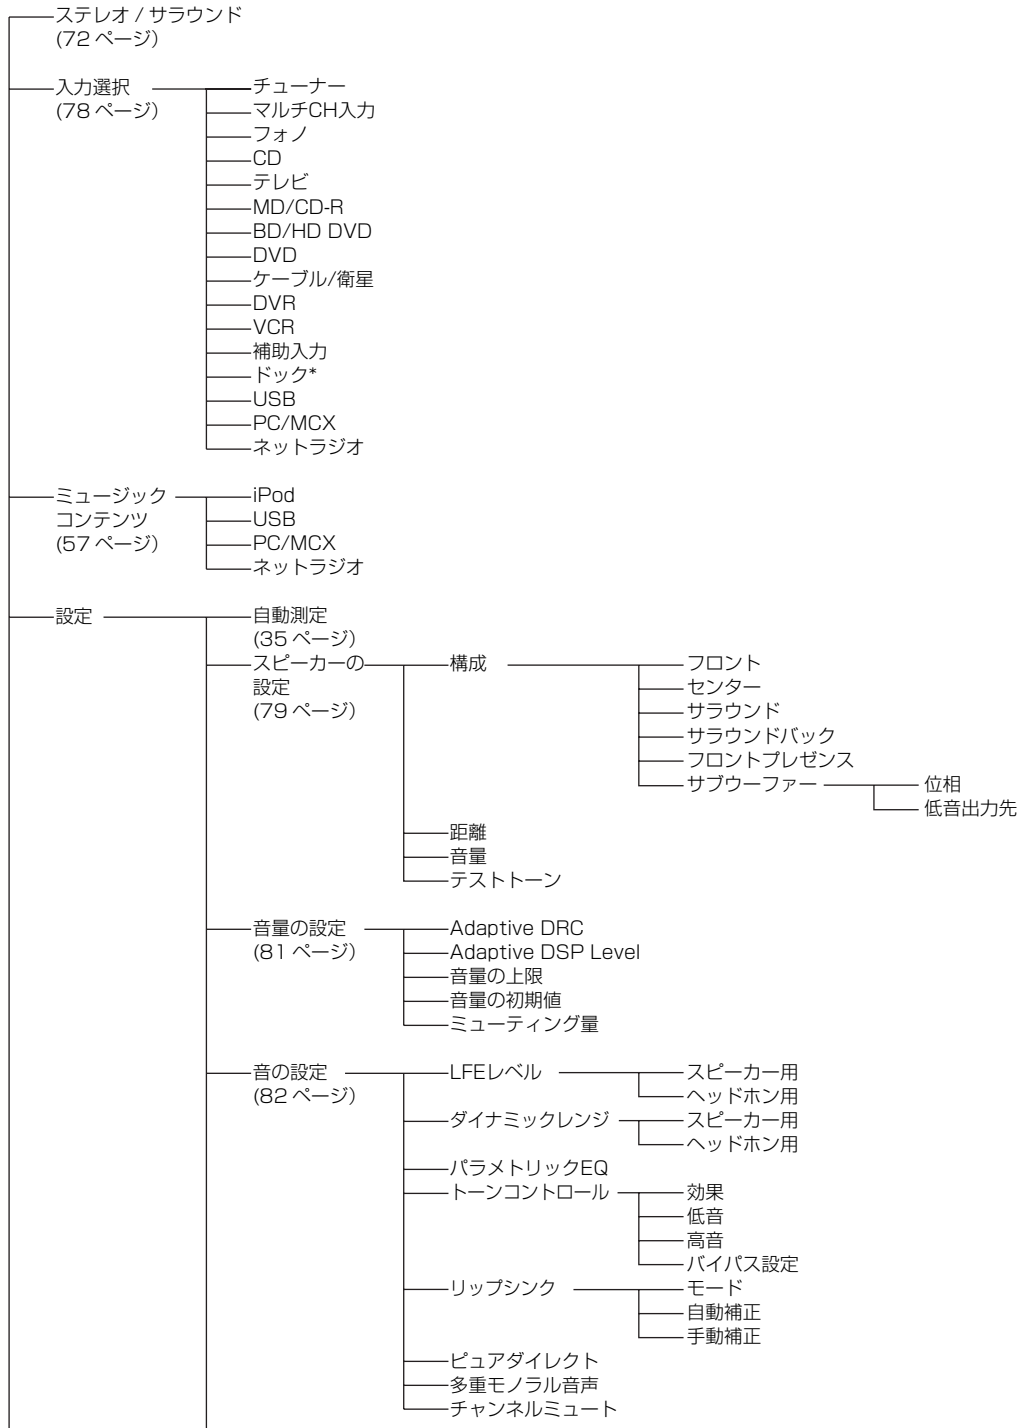 ステレオ / サラウンド
(72 ページ)
入力選択
(78 ページ)
チューナー
マルチCH入力
フォノ
CD
テレビ
MD/CD-R
BD/HD DVD
DVD
ケーブル/衛星
DVR
VCR
補助入力
ドック*
USB
PC/MCX
ネットラジオ
ミュージック
コンテンツ
(57 ページ)
iPod
USB
PC/MCX
ネットラジオ
設定
自動測定
(35 ページ)
スピーカーの
設定
(79 ページ)
構成
フロント
センター
サラウンド
サラウンドバック
フロントプレゼンス
サブウーファー
位相
低音出力先
距離
音量
テストトーン
音量の設定
(81 ページ)
Adaptive DRC
Adaptive DSP Level
音量の上限
音量の初期値
ミューティング量
音の設定
(82 ページ)
LFEレベル
スピーカー用
ヘッドホン用
ダイナミックレンジ
スピーカー用
ヘッドホン用
パラメトリックEQ
トーンコントロール
効果
低音
高音
バイパス設定
リップシンク
モード
自動補正
手動補正
ピュアダイレクト
多重モノラル音声
チャンネルミュート